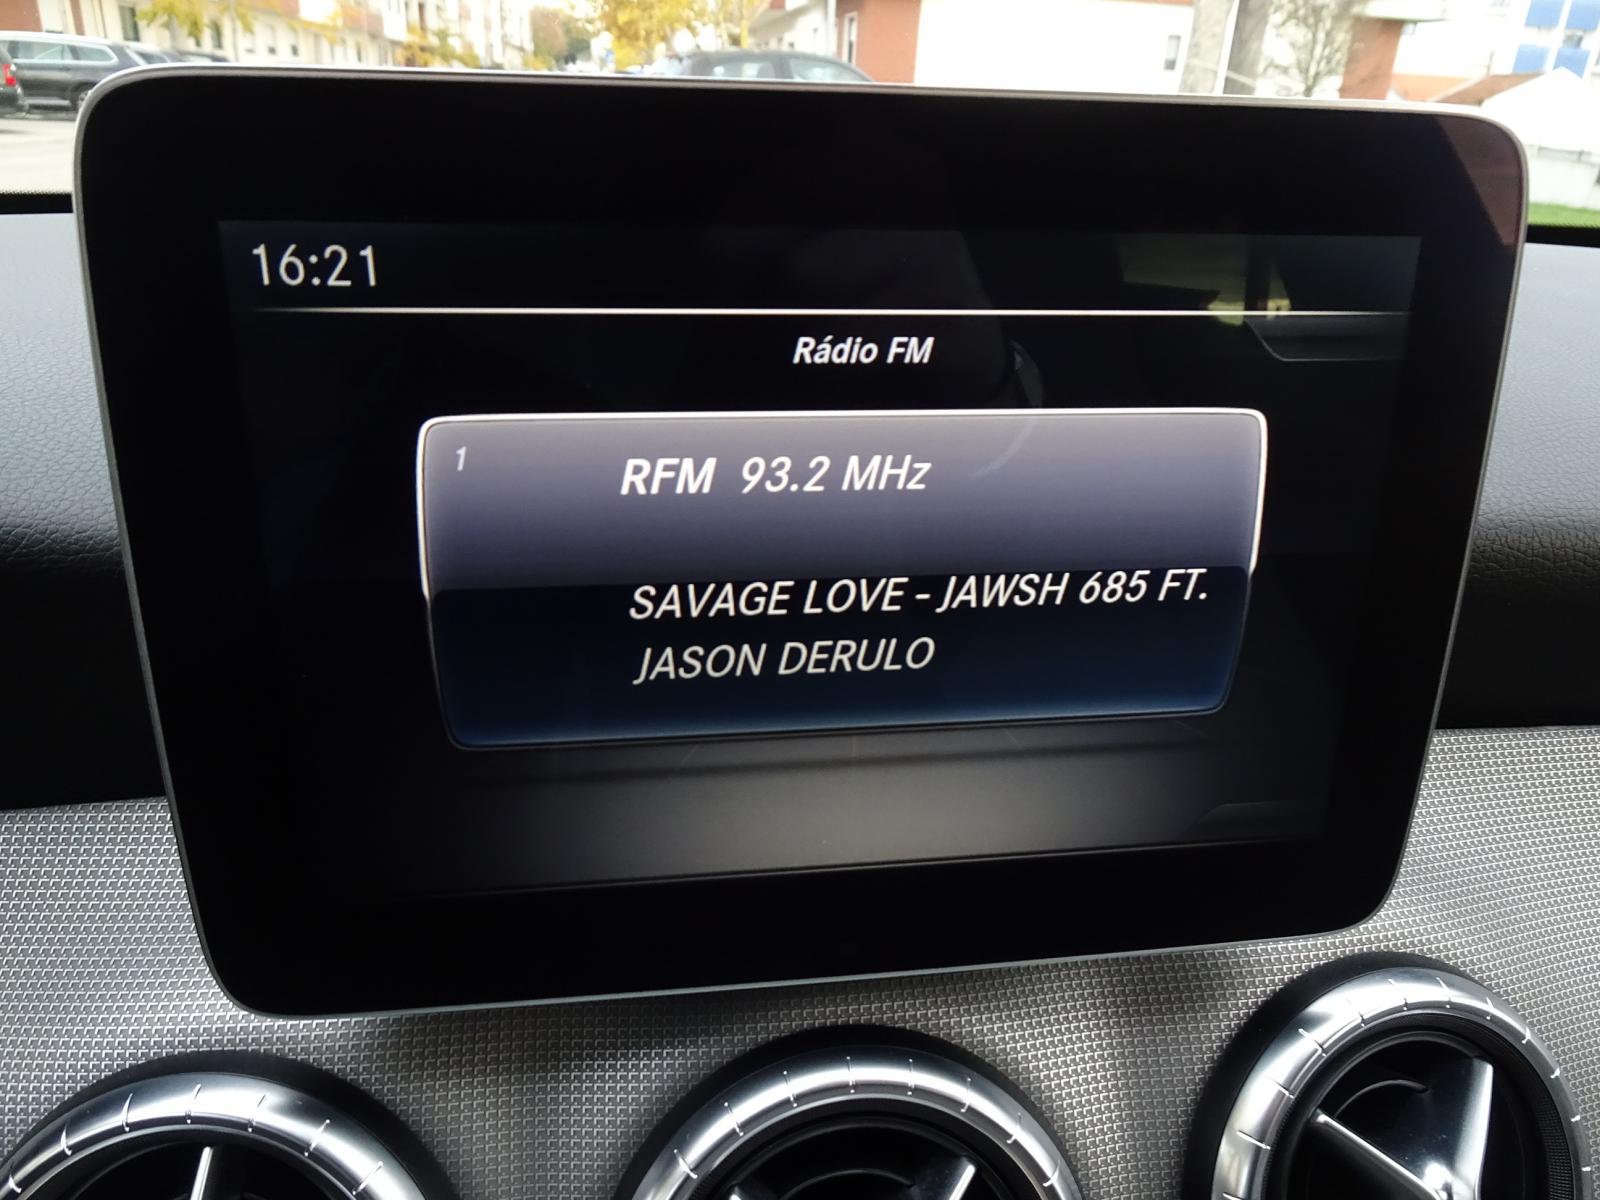 16:21
Rádio FM
1
RFM 93.2 MHz
SAVAGE LOVE - JAWSH 685 FT.
JASON DERULO